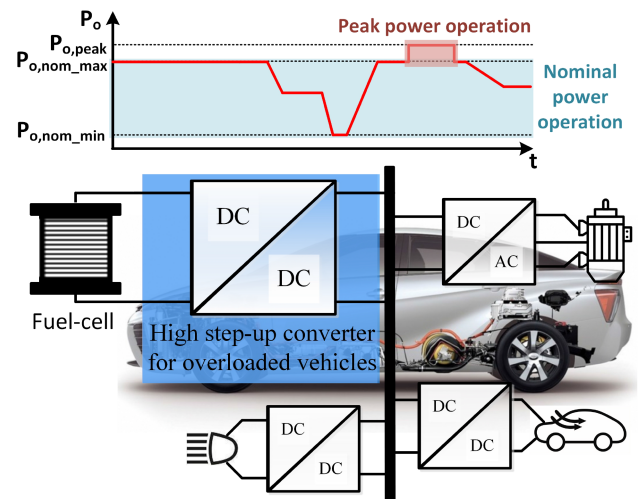 Po
Po,peak
Peak power operation
Po,nom_max
Nominal
power
operation
Po,nom_min
t
DC
DC
DC
AC
Fuel-cell
High step-up converter
for overloaded vehicles
DC
DC
DC
DC